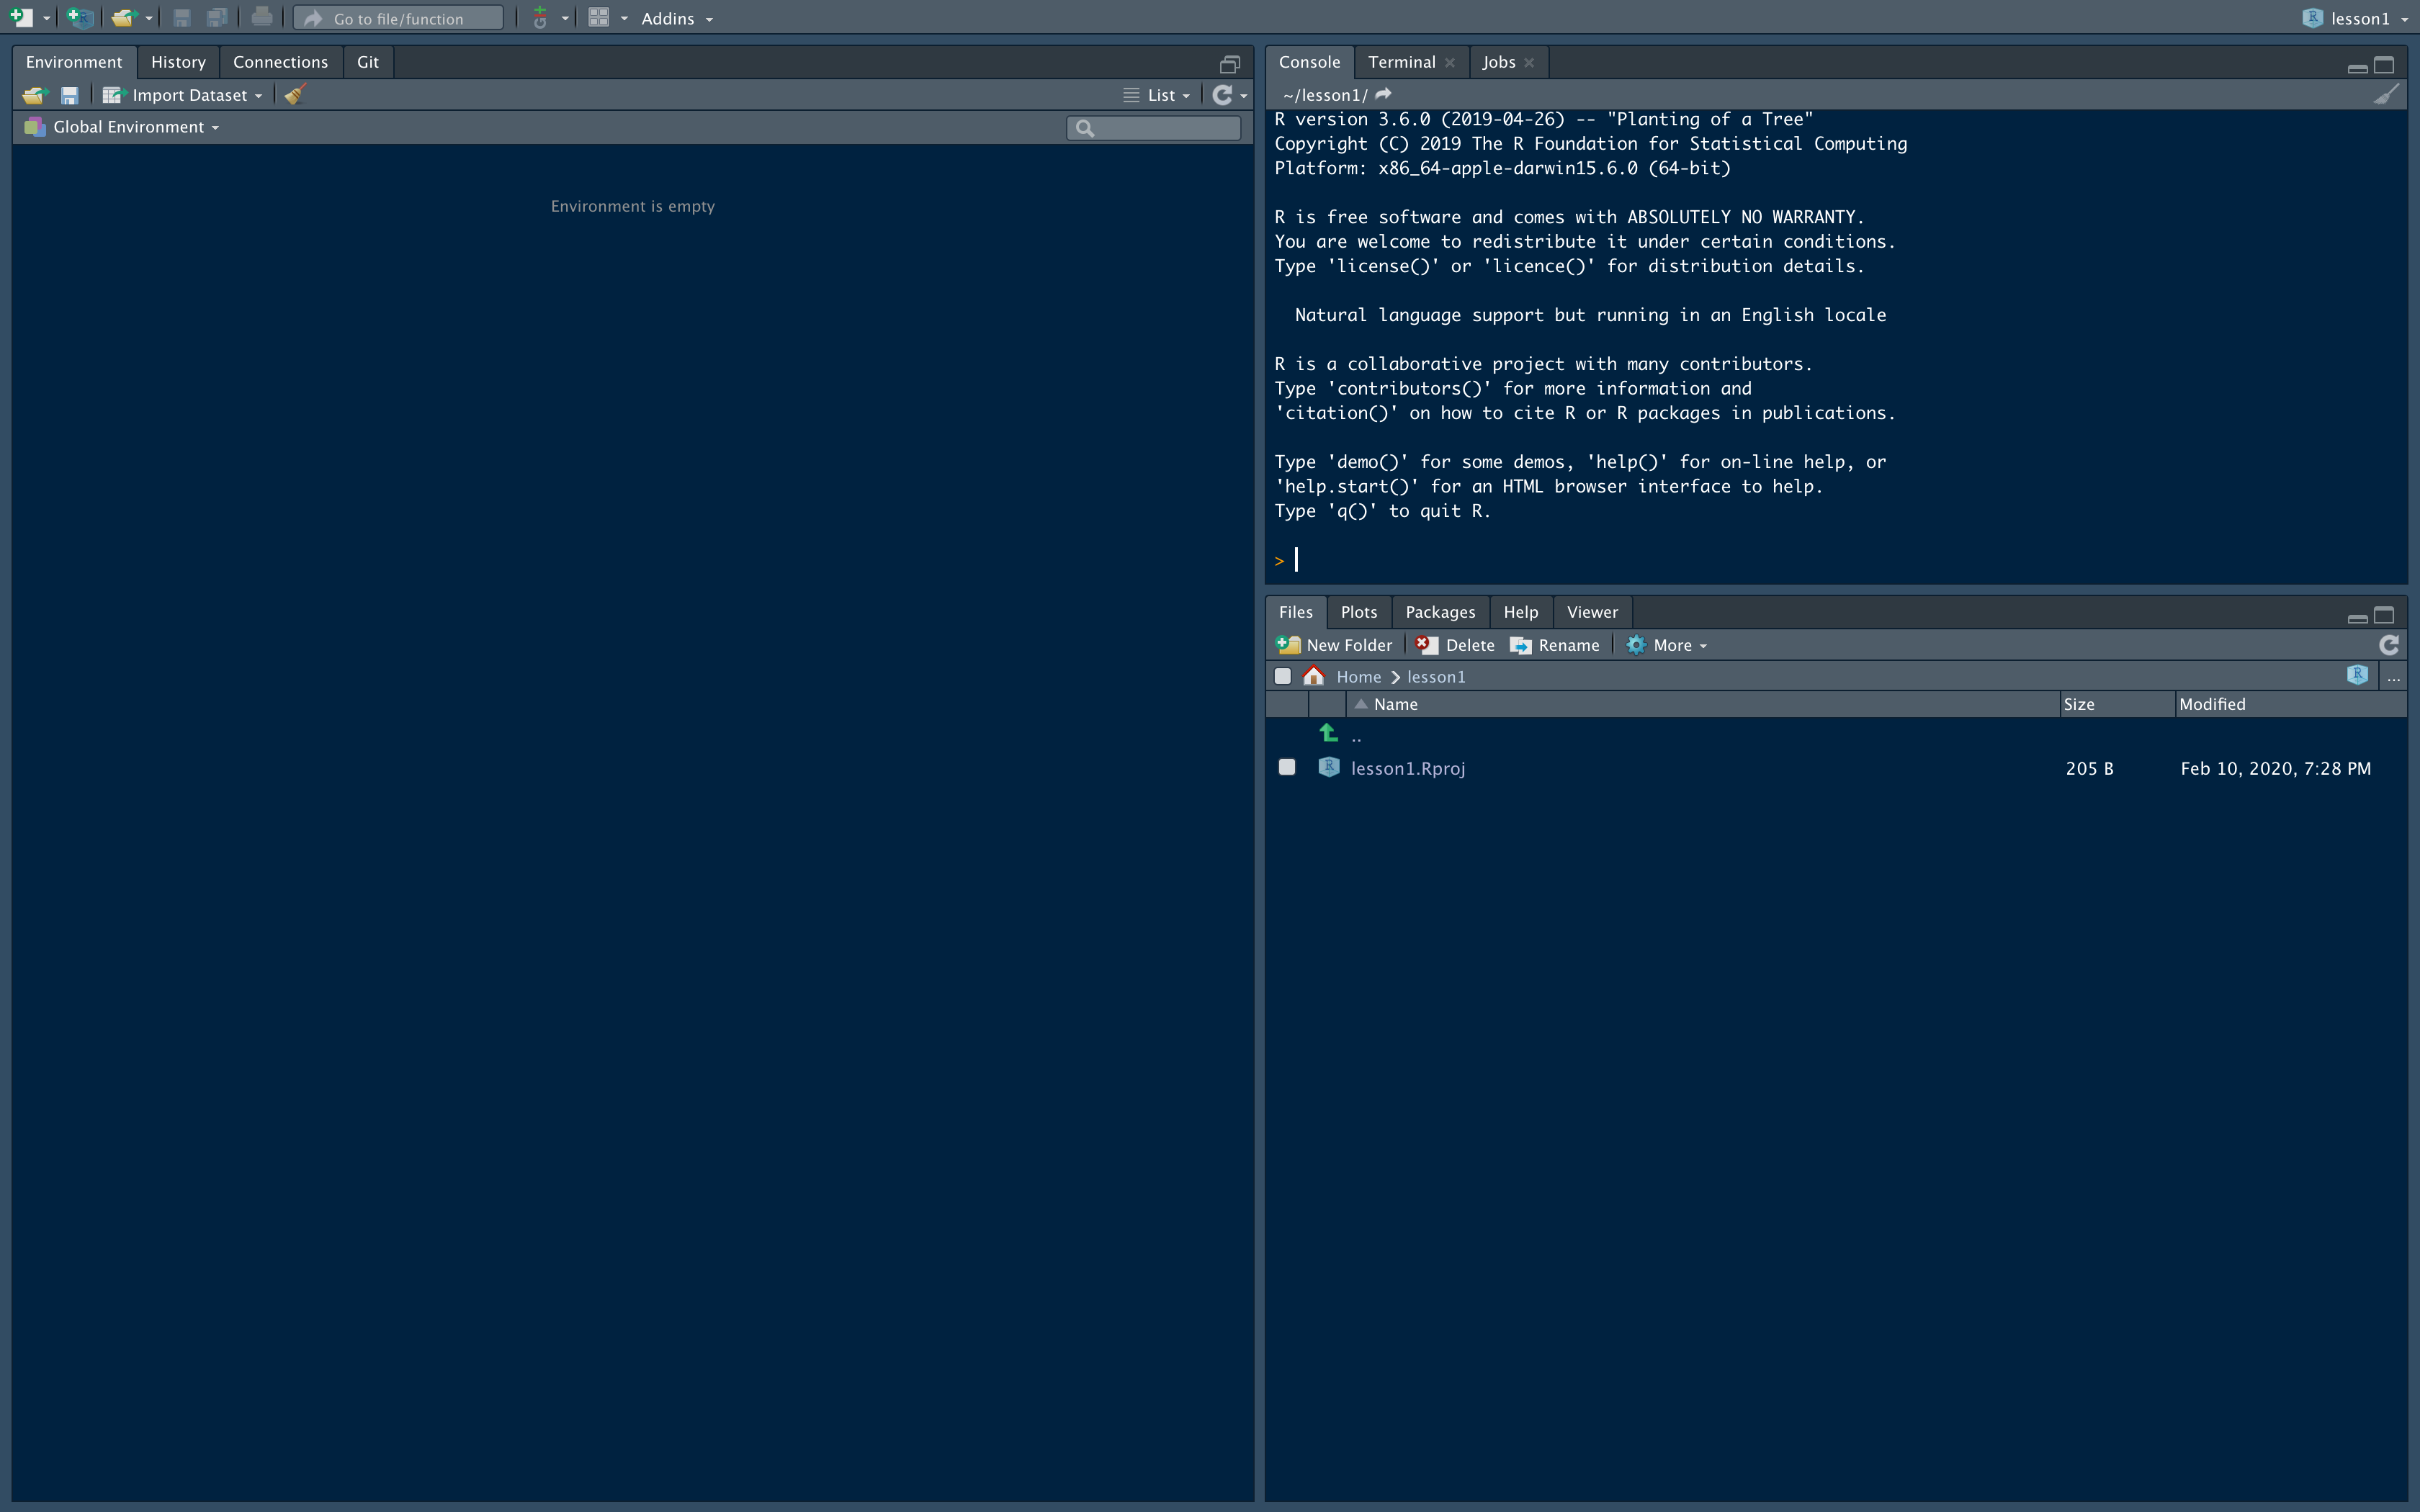 Go to file/function
Addins
lesson1
Environment History Connections Git
Import Dataset
List
Global Environment
Environment is empty
Console Terminal Jobs
~/lesson1/
R version 3.6.0 (2019-04-26) -- "Planting of a Tree"
Copyright (C) 2019 The R Foundation for Statistical Computing
Platform: x86_64-apple-darwin15.6.0 (64-bit)
R is free software and comes with ABSOLUTELY NO WARRANTY.
You are welcome to redistribute it under certain conditions.
Type 'license()' or 'licence()' for distribution details.
Natural language support but running in an English locale
R is a collaborative project with many contributors.
Type 'contributors()' for more information and
'citation()' on how to cite R or R packages in publications.
Type 'demo()' for some demos, 'help()' for on-line help, or
'help.start()' for an HTML browser interface to help.
Type 'q()' to quit R.
>
Files Plots Packages Help Viewer
New Folder Delete Rename More
Home lesson1 ...
Name Size Modified
..
lesson1.Rproj 205 B Feb 10, 2020, 7:28 PM